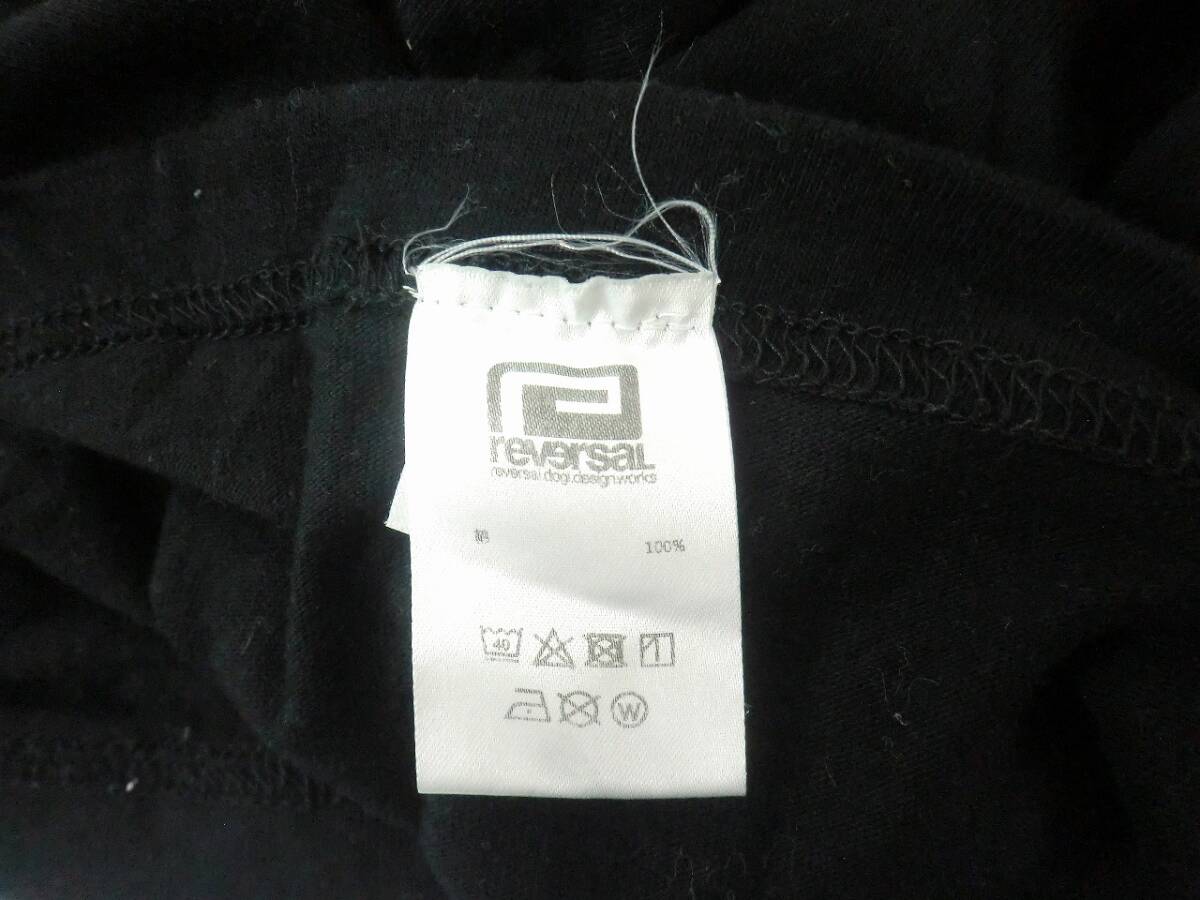 reversal
reversal.dogi.design.works
綿 100%
40
W